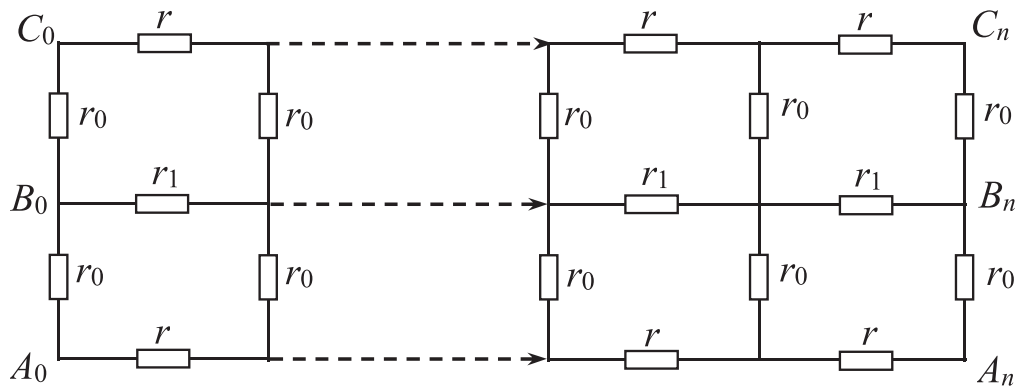 C₀ r r r Cₙ
r₀ r₀ r₀ r₀ r₀
B₀ r₁ r₁ r₁ Bₙ
r₀ r₀ r₀ r₀ r₀
A₀ r r r Aₙ